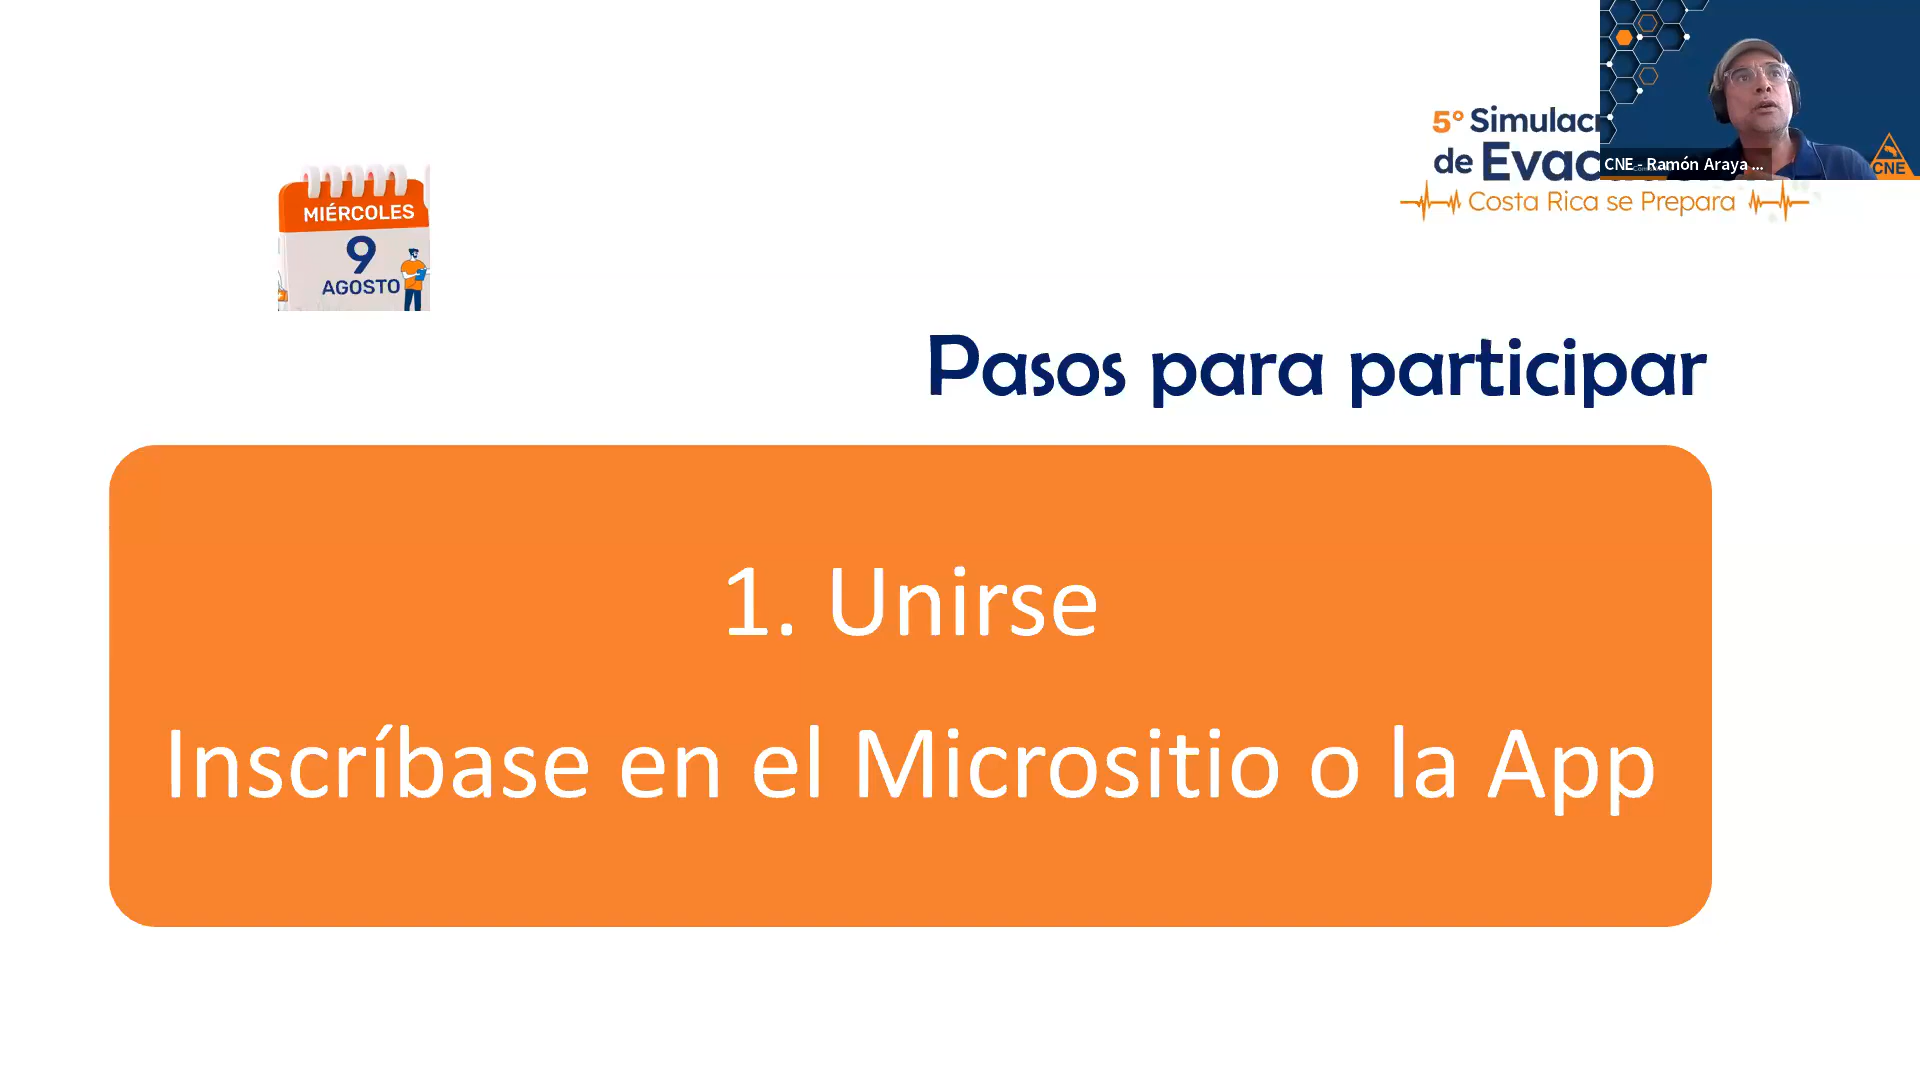 5° Simulac
de Evac
Costa Rica se Prepara
CNE - Ramón Araya ...
CNE
MIÉRCOLES
9
AGOSTO
Pasos para participar
1. Unirse
Inscríbase en el Micrositio o la App